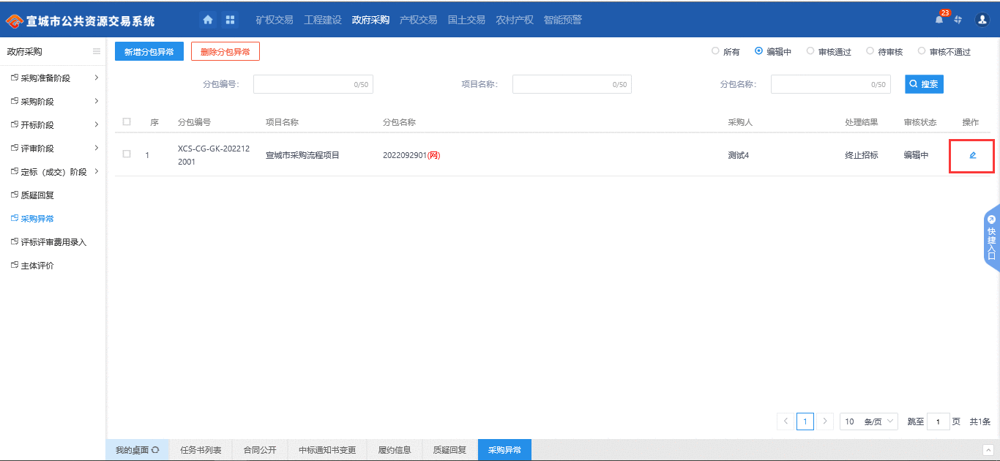 宣城市公共资源交易系统
矿权交易 工程建设 政府采购 产权交易 国土交易 农村产权 智能预警
23
政府采购
采购准备阶段
采购阶段
开标阶段
评审阶段
定标（成交）阶段
质疑回复
采购异常
评标评审费用录入
主体评价
新增分包异常 删除分包异常
所有 编辑中 审核通过 待审核 审核不通过
分包编号： 0/50 项目名称： 0/50 分包名称： 0/50 搜索
序 分包编号 项目名称 分包名称 采购人 处理结果 审核状态 操作
1 XCS-CG-GK-202212 宣城市采购流程项目 2022092901(网) 测试4 终止招标 编辑中
2001
快捷入口
1 10 条/页 跳至 1 页 共1条
我的桌面 任务书列表 合同公开 中标通知书变更 履约信息 质疑回复 采购异常